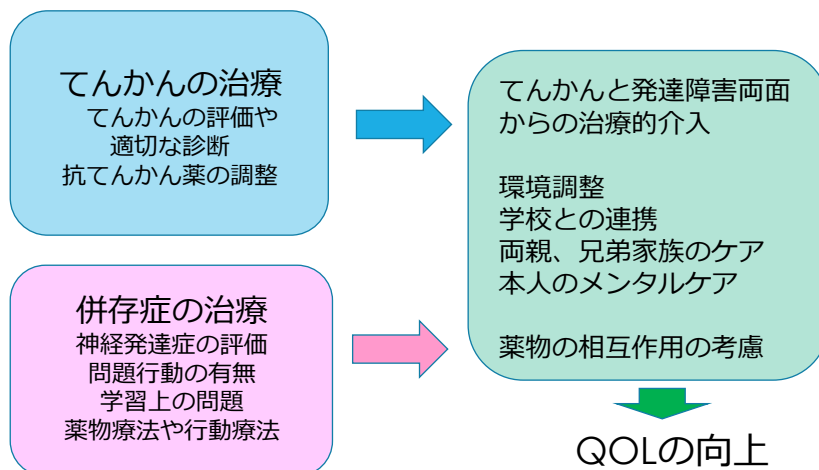 てんかんの治療
てんかんの評価や
適切な診断
抗てんかん薬の調整
併存症の治療
神経発達症の評価
問題行動の有無
学習上の問題
薬物療法や行動療法
てんかんと発達障害両面
からの治療的介入
環境調整
学校との連携
両親、兄弟家族のケア
本人のメンタルケア
薬物の相互作用の考慮
QOLの向上